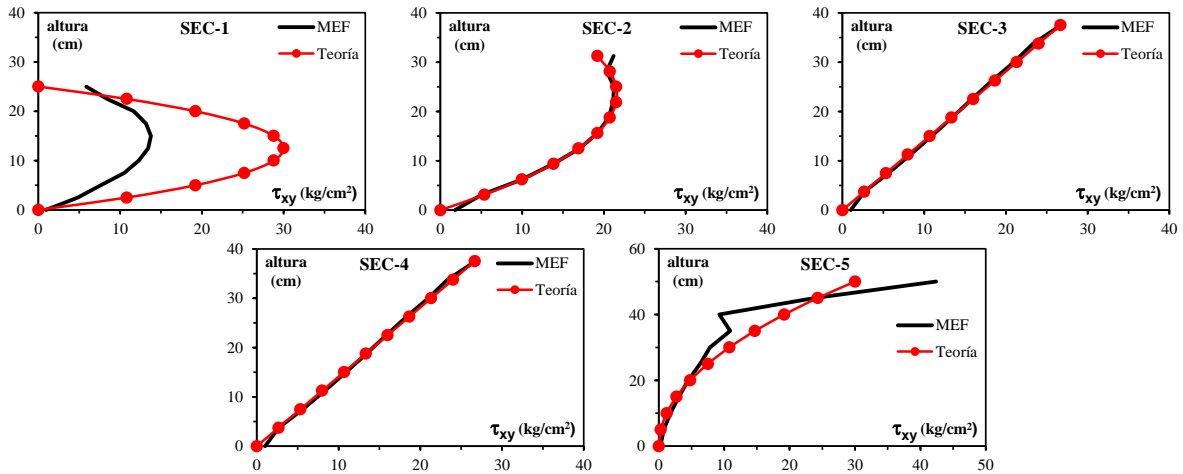 40
30
20
10
0
altura
(cm)
SEC-1
MEF
Teoría
τxy (kg/cm²)
0 10 20 30 40
40
30
20
10
0
altura
(cm)
SEC-2
MEF
Teoría
τxy (kg/cm²)
0 10 20 30 40
40
30
20
10
0
altura
(cm)
SEC-3
MEF
Teoría
τxy (kg/cm²)
0 10 20 30 40
40
30
20
10
0
altura
(cm)
SEC-4
MEF
Teoría
τxy (kg/cm²)
0 10 20 30 40
60
40
20
0
altura
(cm)
SEC-5
MEF
Teoría
τxy (kg/cm²)
0 10 20 30 40 50